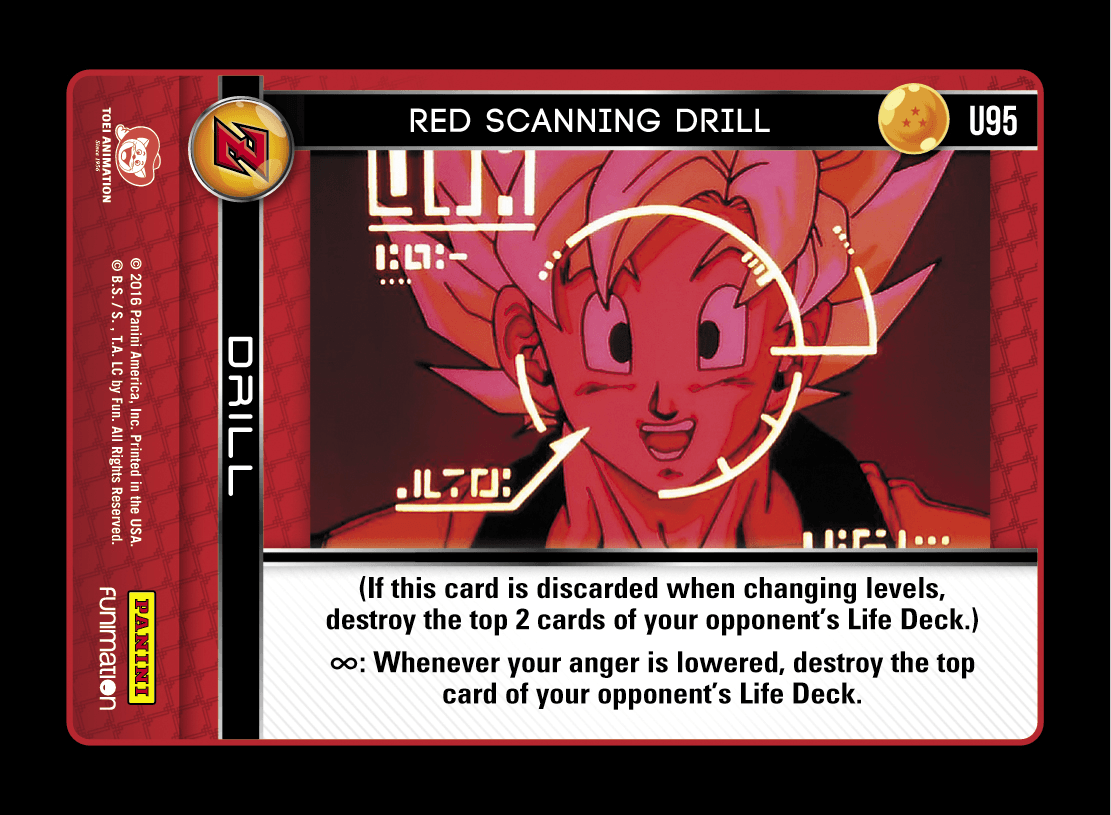 RED SCANNING DRILL
U95
DRILL
(If this card is discarded when changing levels,
destroy the top 2 cards of your opponent’s Life Deck.)
∞: Whenever your anger is lowered, destroy the top
card of your opponent’s Life Deck.
TOEI ANIMATION
Since 1956
© 2016 Panini America, Inc. Printed in the USA.
© B.S./ S. , T.A. LC by Fun. All Rights Reserved.
PANINI
FUNIMATION